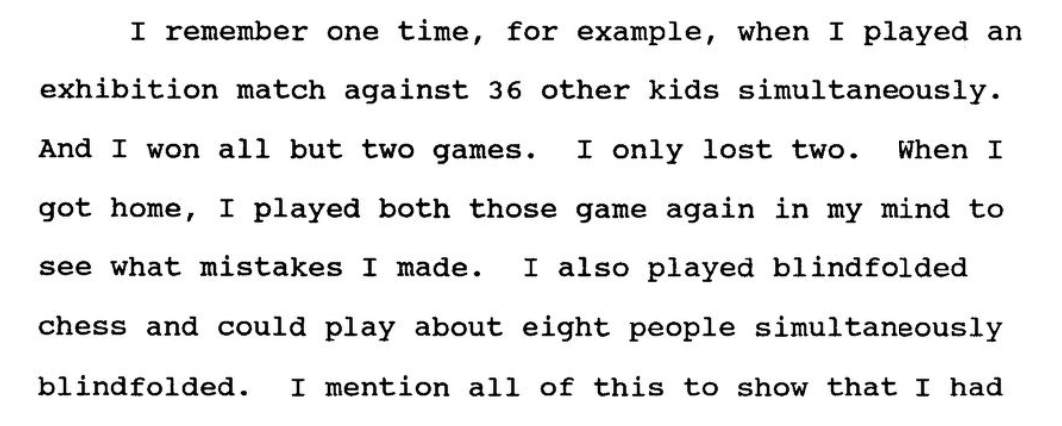 I remember one time, for example, when I played an
exhibition match against 36 other kids simultaneously.
And I won all but two games.  I only lost two.  When I
got home, I played both those game again in my mind to
see what mistakes I made.  I also played blindfolded
chess and could play about eight people simultaneously
blindfolded.  I mention all of this to show that I had